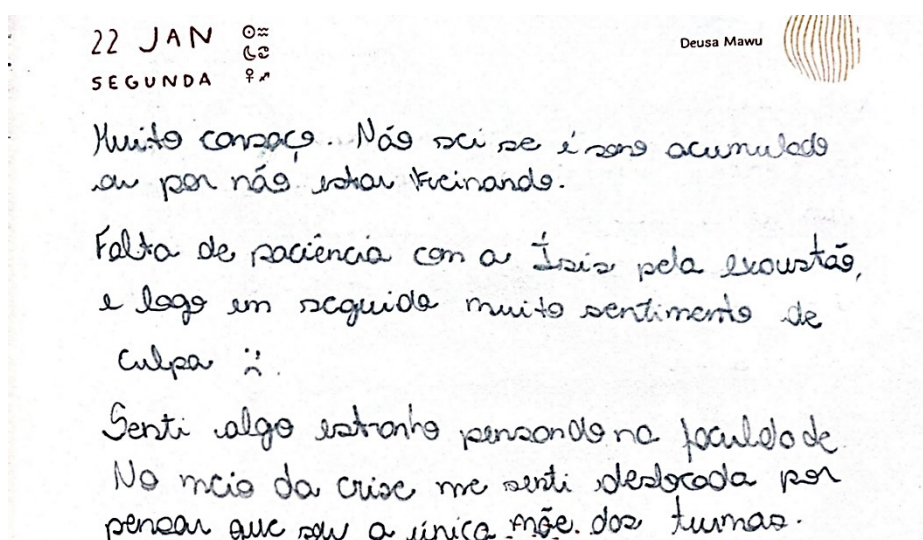 22 JAN ☉♒
☾♋
SEGUNDA ♀♐
Deusa Mawu
Muito cansaço. Não sei se é sono acumulado
ou por não estar treinando.
Falta de paciência com a Ísis pela exaustão,
e logo em seguida muito sentimento de
culpa :(.
Senti algo estranho pensando na faculdade.
No meio da crise me senti deslocada por
pensar que sou a única mãe das turmas.